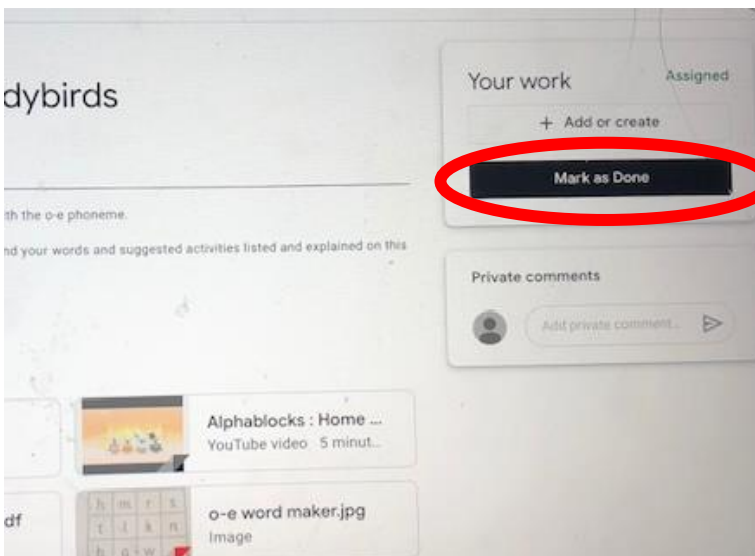 dybirds
th the o-e phoneme.
nd your words and suggested activities listed and explained on this
Your work
Assigned
+ Add or create
Mark as Done
Private comments
Add private comment...
Alphablocks : Home ...
YouTube video 5 minut...
df
h m r s
t l k n
b g w
o-e word maker.jpg
Image